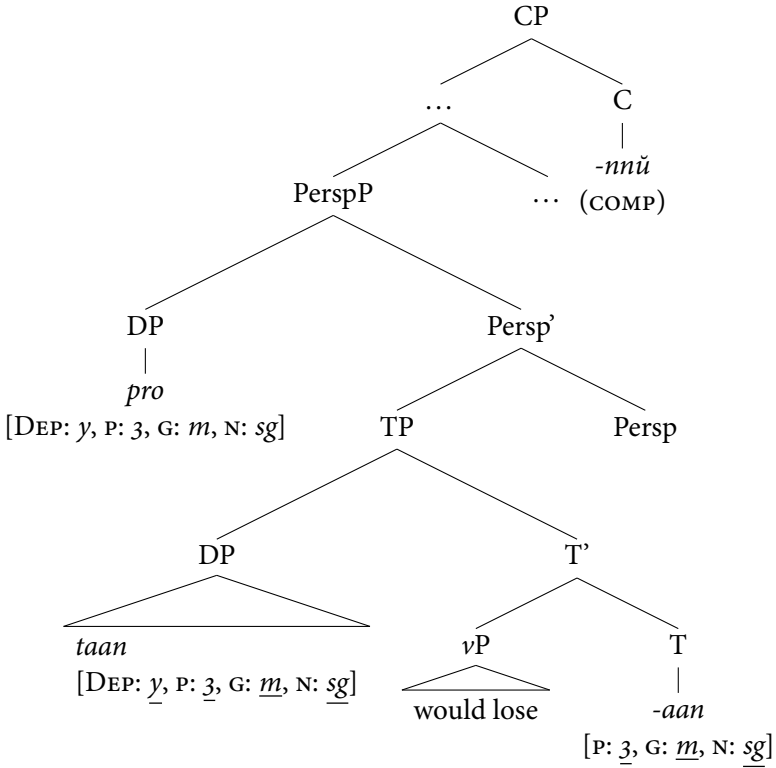 CP
… C
-nnŭ
PerspP … (COMP)
DP Persp’
pro
[DEP: y, P: 3, G: m, N: sg] TP Persp
DP T’
taan vP T
[DEP: y, P: 3, G: m, N: sg] would lose -aan
[P: 3, G: m, N: sg]